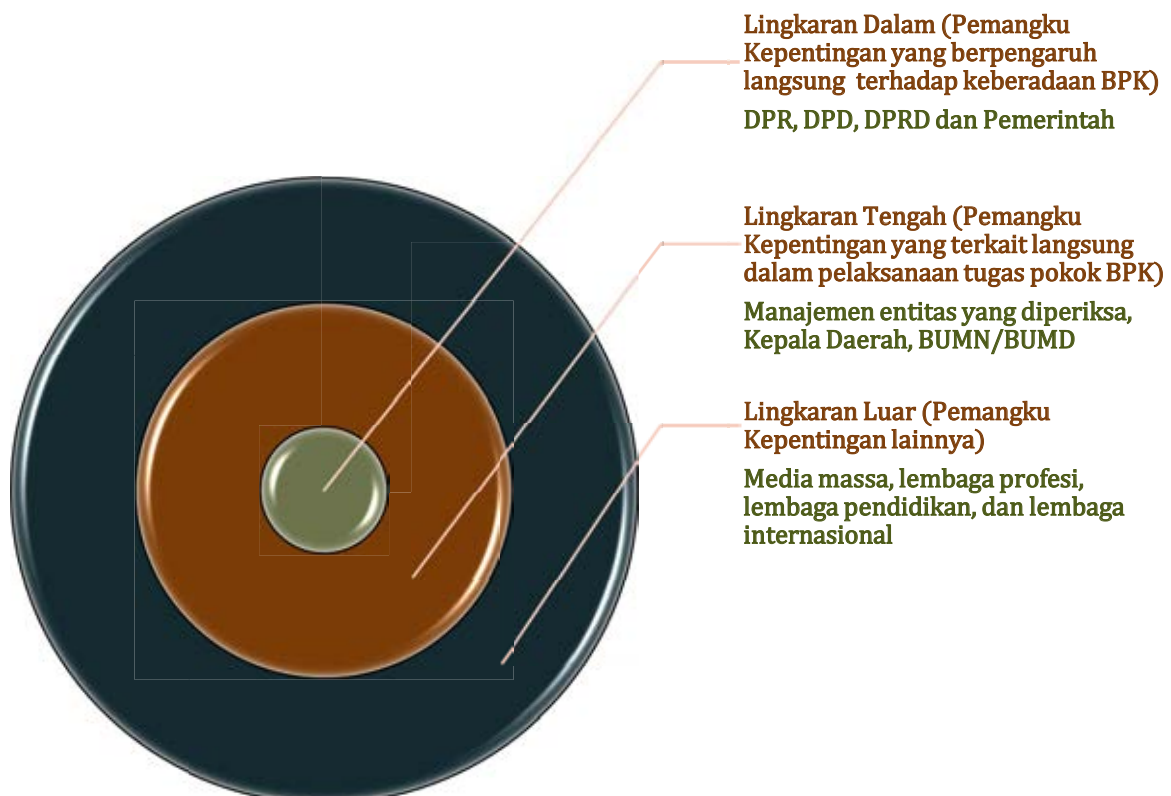 Lingkaran Dalam (Pemangku
Kepentingan yang berpengaruh
langsung terhadap keberadaan BPK)
DPR, DPD, DPRD dan Pemerintah
Lingkaran Tengah (Pemangku
Kepentingan yang terkait langsung
dalam pelaksanaan tugas pokok BPK)
Manajemen entitas yang diperiksa,
Kepala Daerah, BUMN/BUMD
Lingkaran Luar (Pemangku
Kepentingan lainnya)
Media massa, lembaga profesi,
lembaga pendidikan, dan lembaga
internasional